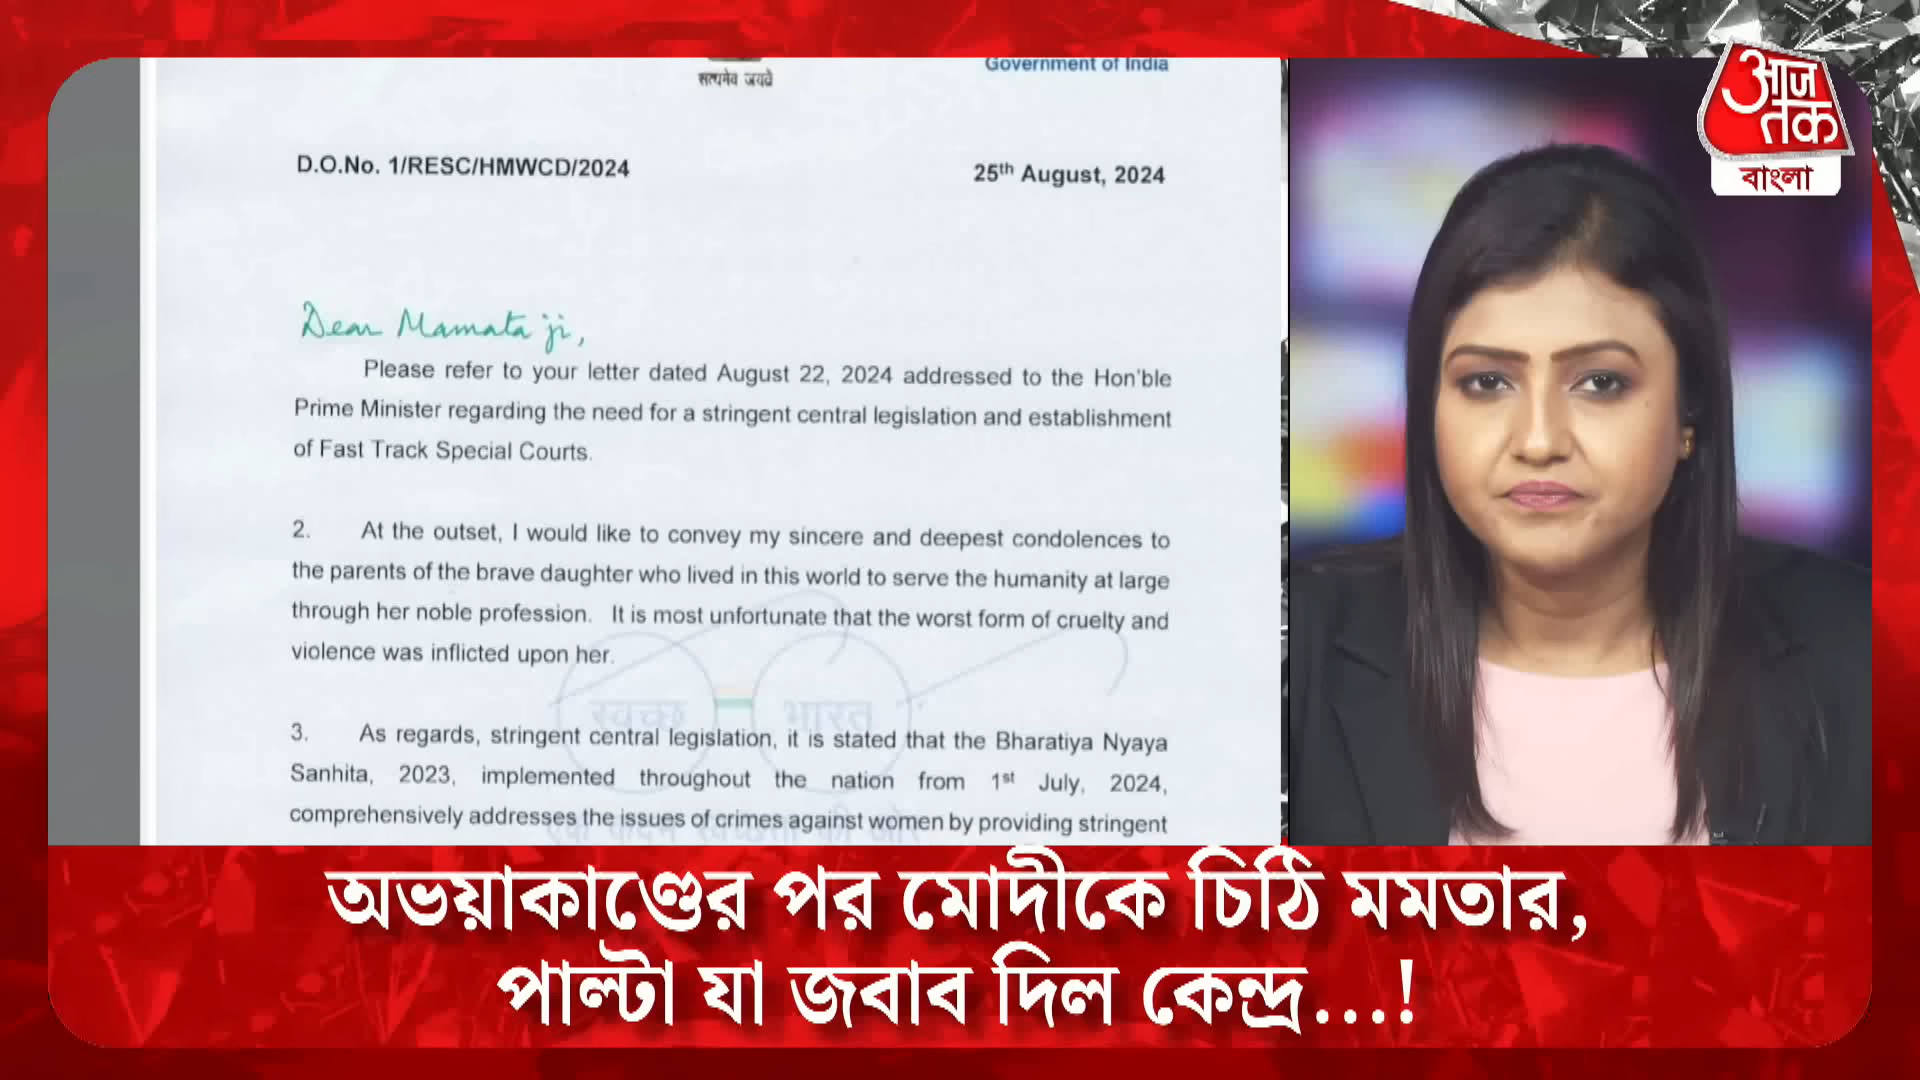 सत्यमेव जयते
Government of India
आज
तक
বাংলা
D.O.No. 1/RESC/HMWCD/2024
25th August, 2024
Dear Mamata ji,
Please refer to your letter dated August 22, 2024 addressed to the Hon'ble
Prime Minister regarding the need for a stringent central legislation and establishment
of Fast Track Special Courts.
2. At the outset, I would like to convey my sincere and deepest condolences to
the parents of the brave daughter who lived in this world to serve the humanity at large
through her noble profession. It is most unfortunate that the worst form of cruelty and
violence was inflicted upon her.
स्वच्छ भारत
3. As regards, stringent central legislation, it is stated that the Bharatiya Nyaya
Sanhita, 2023, implemented throughout the nation from 1st July, 2024,
comprehensively addresses the issues of crimes against women by providing stringent
অভয়াকাণ্ডের পর মোদীকে চিঠি মমতার,
পাল্টা যা জবাব দিল কেন্দ্র...!